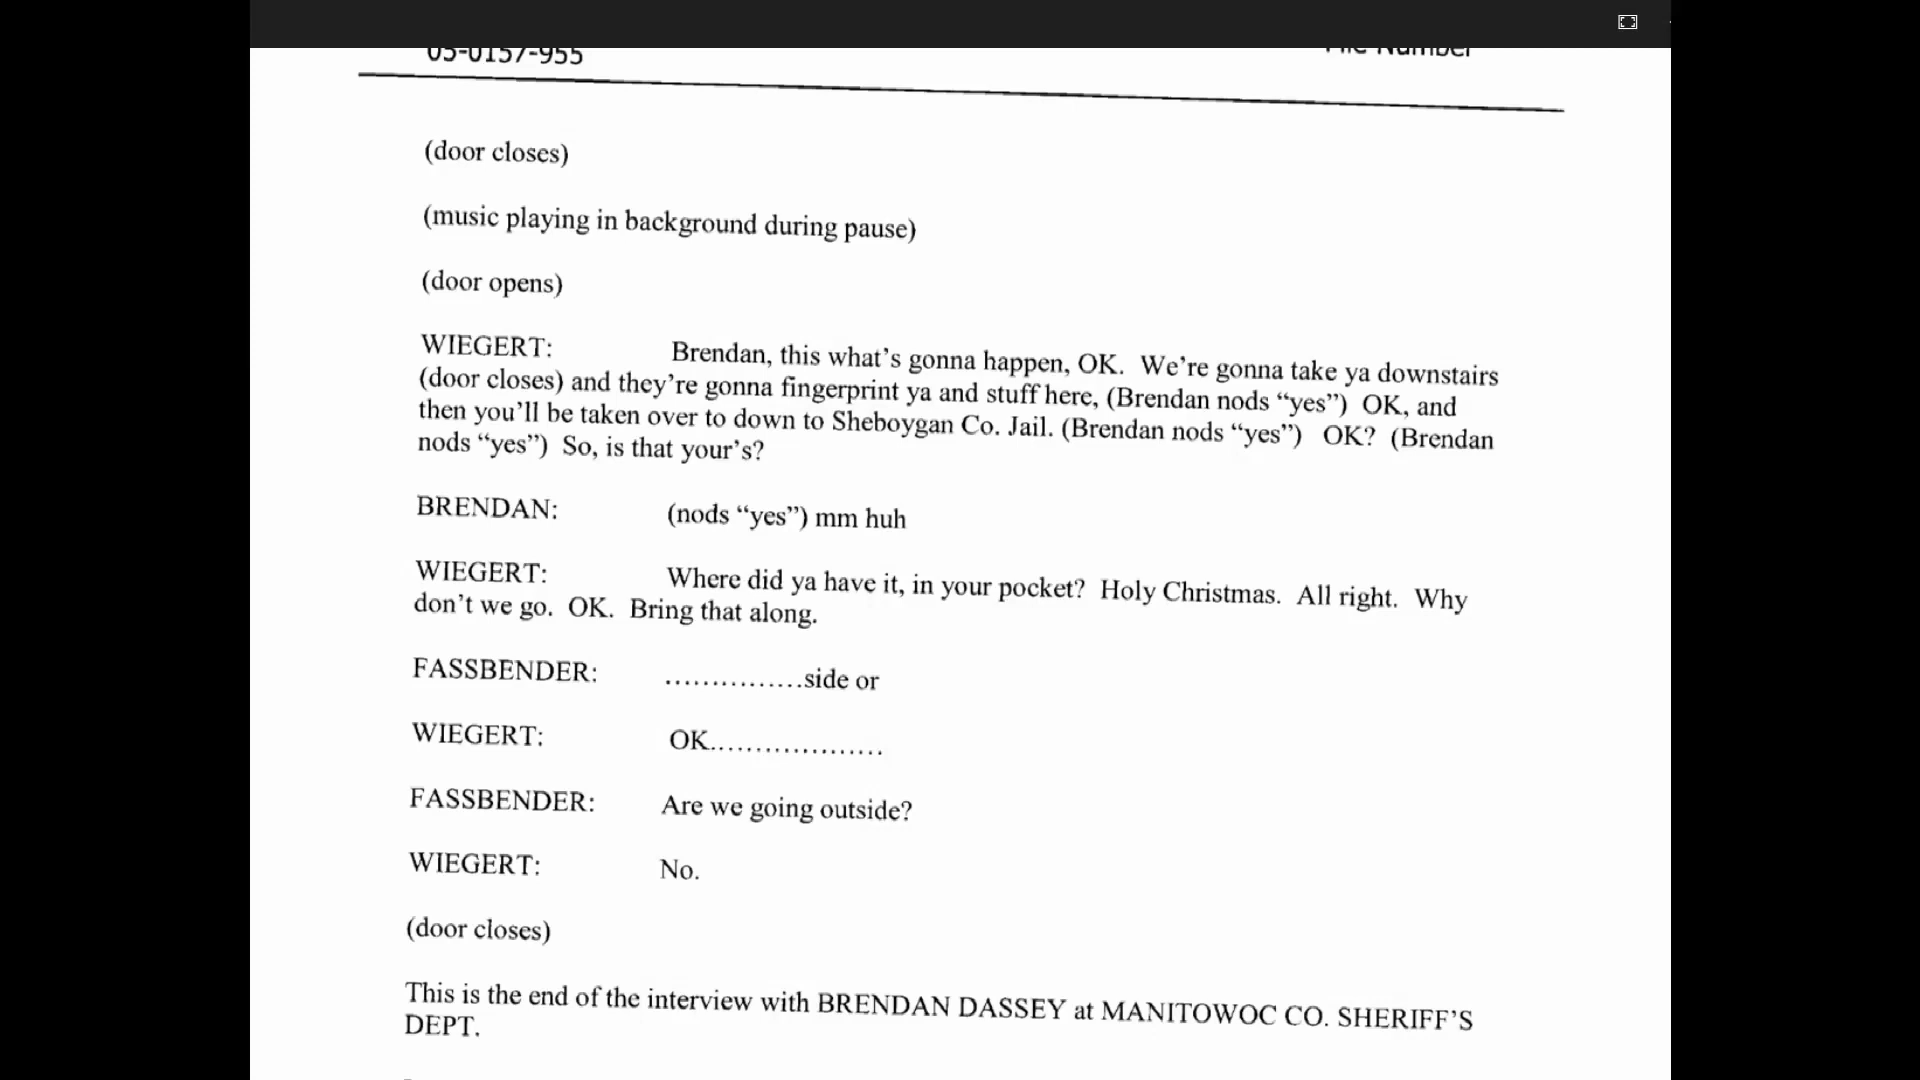 05-0157-955 File Number
(door closes)
(music playing in background during pause)
(door opens)
WIEGERT: Brendan, this what's gonna happen, OK. We're gonna take ya downstairs
(door closes) and they're gonna fingerprint ya and stuff here, (Brendan nods “yes”) OK, and
then you'll be taken over to down to Sheboygan Co. Jail. (Brendan nods “yes”) OK? (Brendan
nods “yes”) So, is that your's?
BRENDAN: (nods “yes”) mm huh
WIEGERT: Where did ya have it, in your pocket? Holy Christmas. All right. Why
don't we go. OK. Bring that along.
FASSBENDER: ……………side or
WIEGERT: OK...................
FASSBENDER: Are we going outside?
WIEGERT: No.
(door closes)
This is the end of the interview with BRENDAN DASSEY at MANITOWOC CO. SHERIFF'S
DEPT.